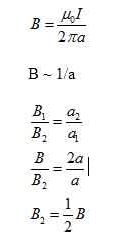 B = μ₀I / 2πa
B ~ 1/a
B₁ / B₂ = a₂ / a₁
B / B₂ = 2a / a|
B₂ = 1/2 B